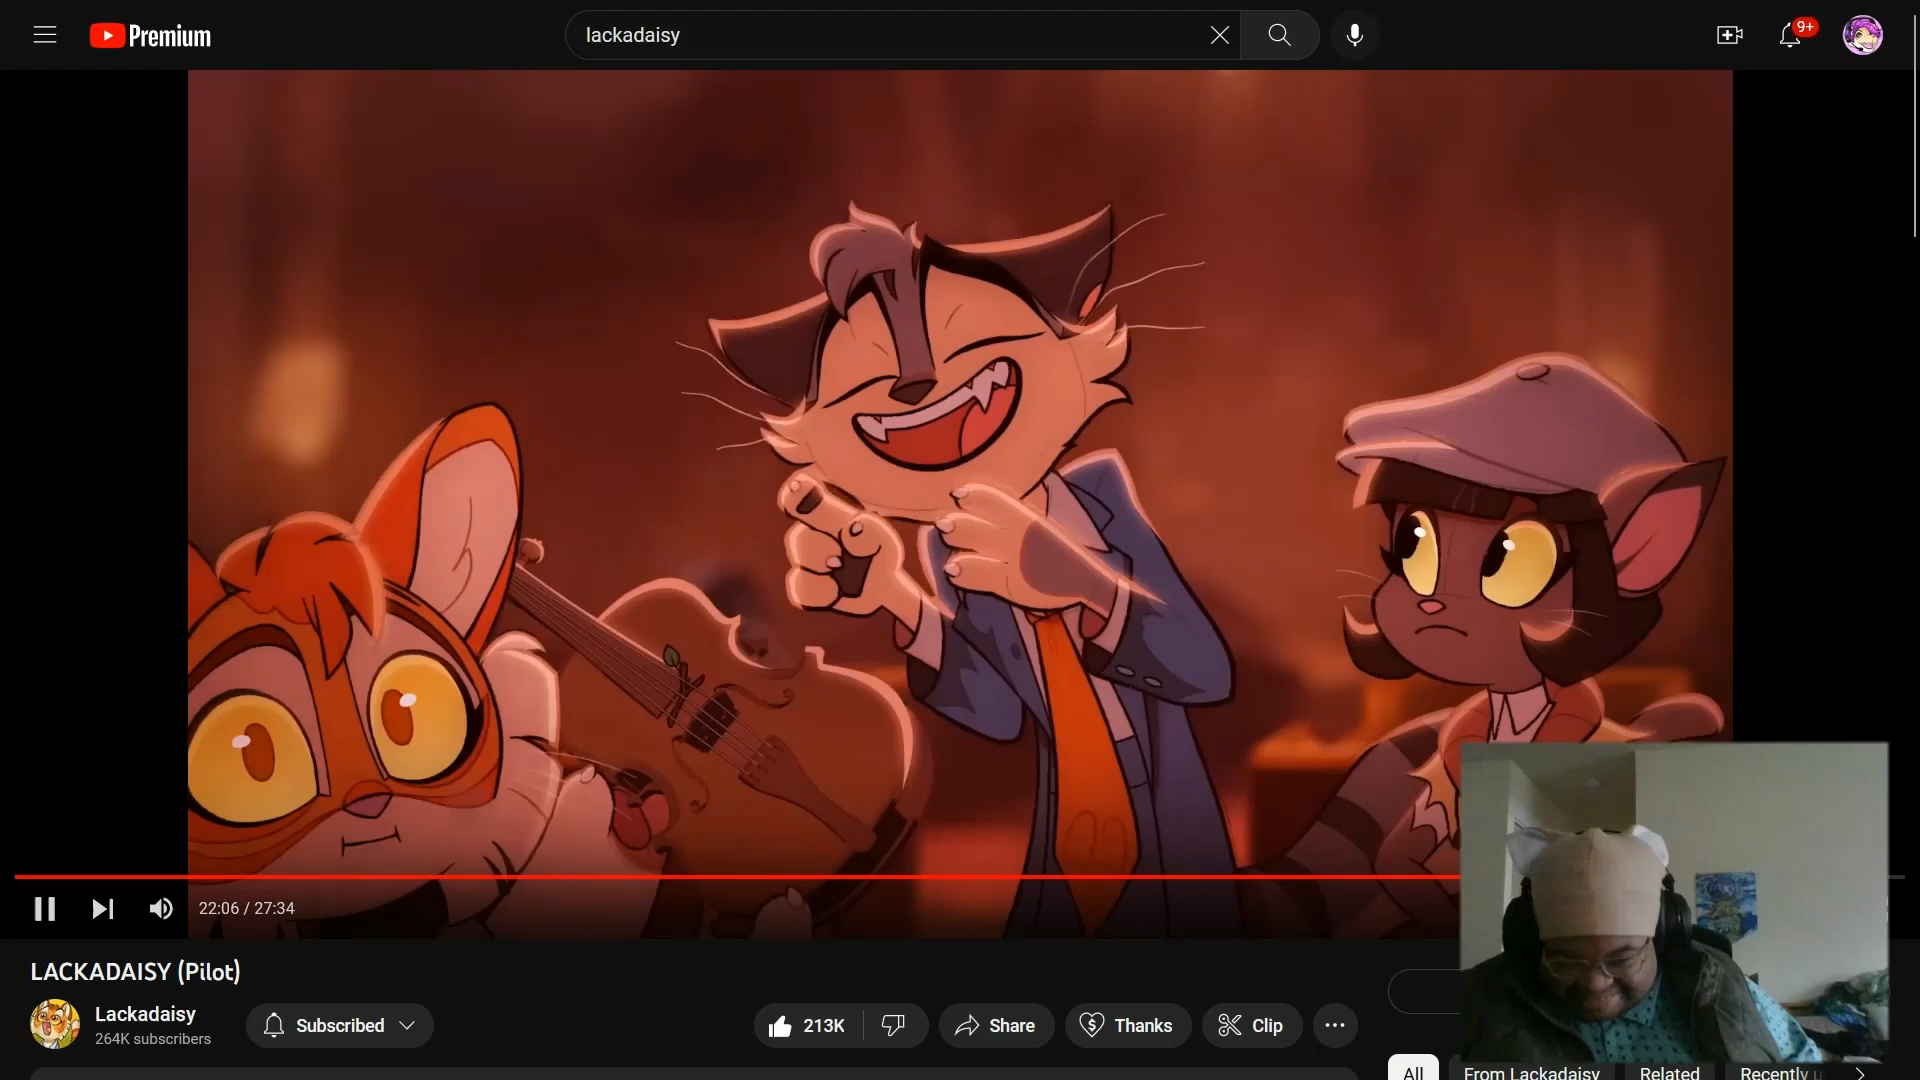 Premium
lackadaisy
9+
22:06 / 27:34
LACKADAISY (Pilot)
Lackadaisy
264K subscribers
Subscribed
213K
Share
Thanks
Clip
All
From Lackadaisy
Related
Recently u